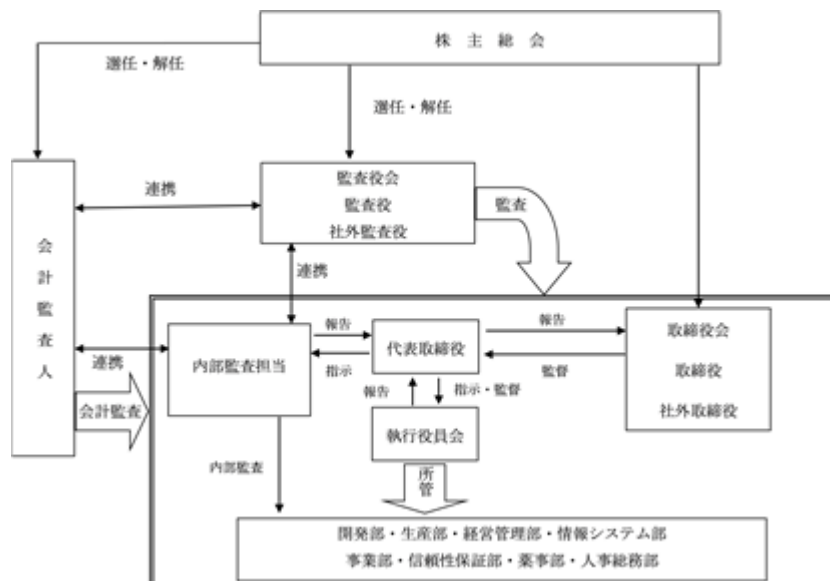 株主総会
選任・解任
選任・解任
監査役会
監査役
社外監査役
連携
監査
会計監査人
連携
連携
会計監査
内部監査担当
報告
指示
代表取締役
報告
監督
取締役会
取締役
社外取締役
報告
指示・監督
執行役員会
内部監査
所管
開発部・生産部・経営管理部・情報システム部
事業部・信頼性保証部・薬事部・人事総務部